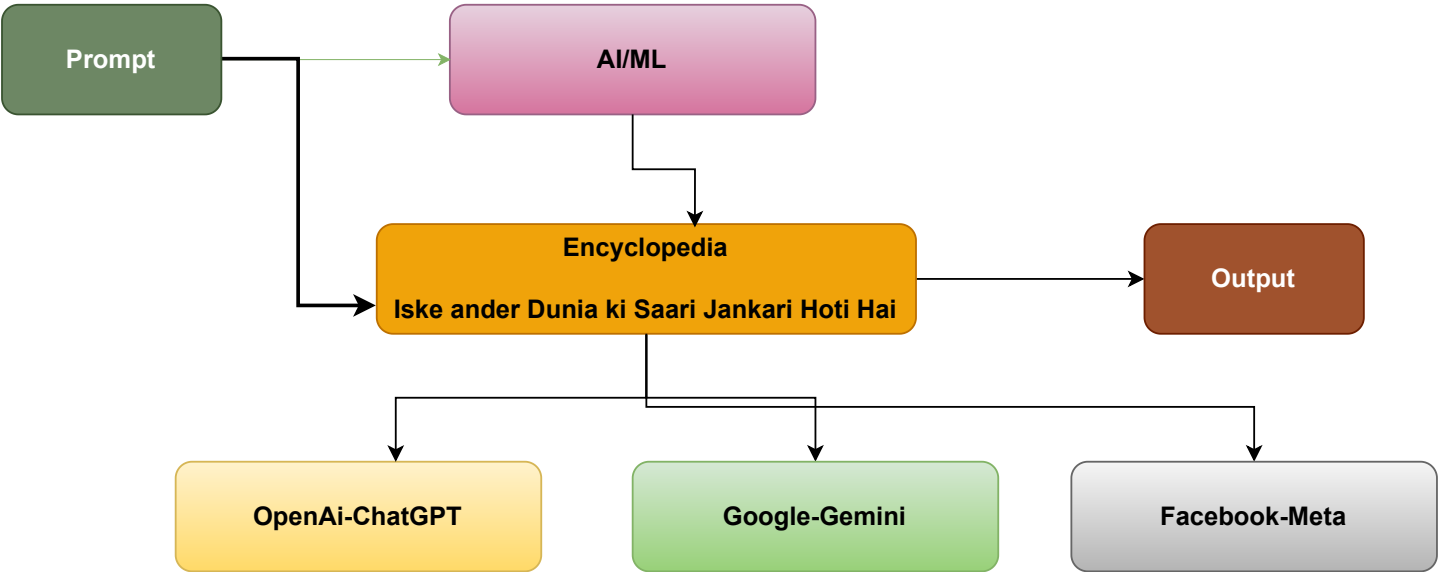 Prompt
AI/ML
Encyclopedia
Iske ander Dunia ki Saari Jankari Hoti Hai
Output
OpenAi-ChatGPT
Google-Gemini
Facebook-Meta